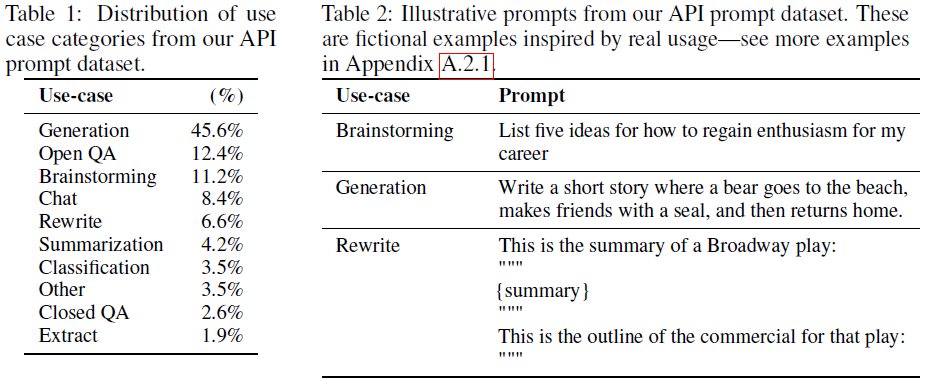 Table 1: Distribution of use
case categories from our API
prompt dataset.
Use-case (%)
Generation 45.6%
Open QA 12.4%
Brainstorming 11.2%
Chat 8.4%
Rewrite 6.6%
Summarization 4.2%
Classification 3.5%
Other 3.5%
Closed QA 2.6%
Extract 1.9%
Table 2: Illustrative prompts from our API prompt dataset. These
are fictional examples inspired by real usage—see more examples
in Appendix A.2.1.
Use-case Prompt
Brainstorming List five ideas for how to regain enthusiasm for my
career
Generation Write a short story where a bear goes to the beach,
makes friends with a seal, and then returns home.
Rewrite This is the summary of a Broadway play:
"""
{summary}
"""
This is the outline of the commercial for that play:
"""